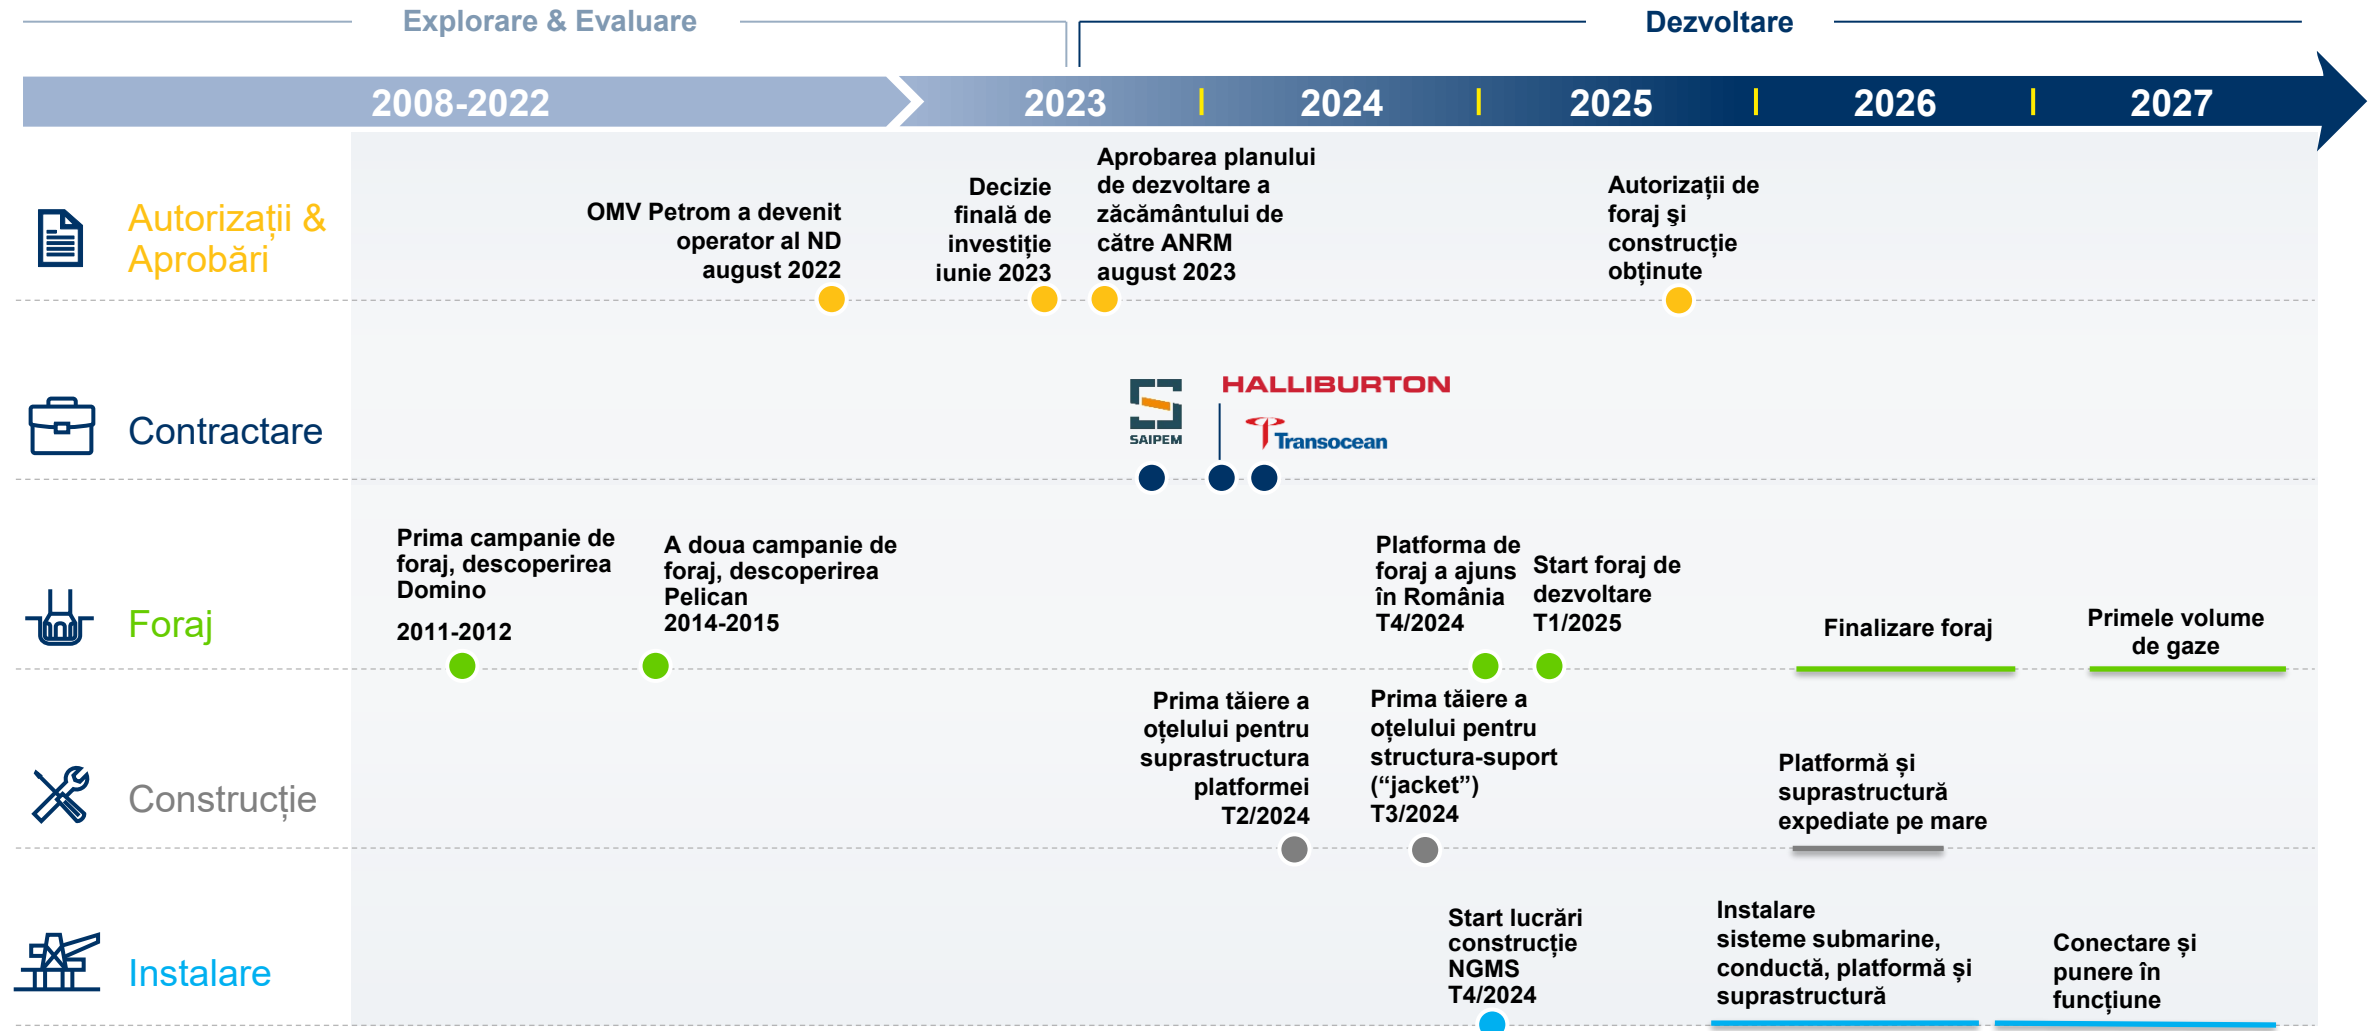 Explorare & Evaluare
Dezvoltare
2008-2022
2023
2024
2025
2026
2027
Autorizații &
Aprobări
OMV Petrom a devenit
operator al ND
august 2022
Decizie
finală de
investiție
iunie 2023
Aprobarea planului
de dezvoltare a
zăcământului de
către ANRM
august 2023
Autorizații de
foraj şi
construcție
obținute
Contractare
SAIPEM
HALLIBURTON
Transocean
Foraj
Prima campanie de
foraj, descoperirea
Domino
2011-2012
A doua campanie de
foraj, descoperirea
Pelican
2014-2015
Platforma de
foraj a ajuns
în România
T4/2024
Start foraj de
dezvoltare
T1/2025
Finalizare foraj
Primele volume
de gaze
Construcție
Prima tăiere a
oțelului pentru
suprastructura
platformei
T2/2024
Prima tăiere a
oțelului pentru
structura-suport
(“jacket”)
T3/2024
Platformă și
suprastructură
expediate pe mare
Instalare
Start lucrări
construcție
NGMS
T4/2024
Instalare
sisteme submarine,
conductă, platformă și
suprastructură
Conectare și
punere în
funcțiune